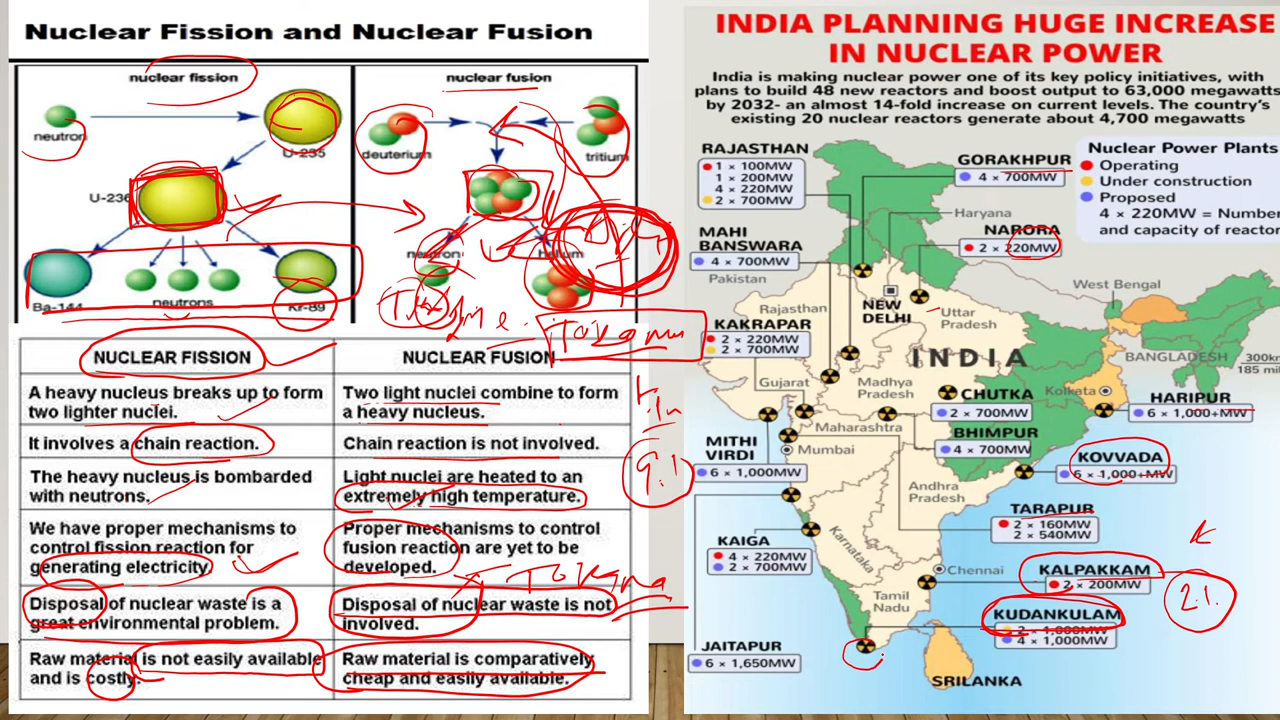 Nuclear Fission and Nuclear Fusion
nuclear fission
neutron
U-235
U-236
Ba-144
neutrons
Kr-89
nuclear fusion
deuterium
tritium
neutron
helium
NUCLEAR FISSION
NUCLEAR FUSION
A heavy nucleus breaks up to form
two lighter nuclei.
Two light nuclei combine to form
a heavy nucleus.
It involves a chain reaction.
Chain reaction is not involved.
The heavy nucleus is bombarded
with neutrons.
Light nuclei are heated to an
extremely high temperature.
We have proper mechanisms to
control fission reaction for
generating electricity.
Proper mechanisms to control
fusion reaction are yet to be
developed.
Disposal of nuclear waste is a
great environmental problem.
Disposal of nuclear waste is not
involved.
Raw material is not easily available
and is costly.
Raw material is comparatively
cheap and easily available.
INDIA PLANNING HUGE INCREASE
IN NUCLEAR POWER
India is making nuclear power one of its key policy initiatives, with
plans to build 48 new reactors and boost output to 63,000 megawatts
by 2032- an almost 14-fold increase on current levels. The country's
existing 20 nuclear reactors generate about 4,700 megawatts
Nuclear Power Plants
Operating
Under construction
Proposed
4 × 220MW = Number
and capacity of reactor
RAJASTHAN
1 × 100MW
1 × 200MW
4 × 220MW
2 × 700MW
GORAKHPUR
4 × 700MW
Haryana
NARORA
2 × 220MW
MAHI
BANSWARA
4 × 700MW
Pakistan
West Bengal
NEW
DELHI
Rajasthan
Uttar
Pradesh
KAKRAPAR
2 × 220MW
2 × 700MW
INDIA
BANGLADESH
300km
185 mil
Gujarat
Madhya
Pradesh
CHUTKA
2 × 700MW
Kolkata
HARIPUR
6 × 1,000+MW
Maharashtra
BHIMPUR
4 × 700MW
MITHI
VIRDI
6 × 1,000MW
Mumbai
KOVVADA
6 × 1,000+MW
Andhra
Pradesh
TARAPUR
2 × 160MW
2 × 540MW
KAIGA
4 × 220MW
2 × 700MW
Karnataka
Chennai
KALPAKKAM
2 × 200MW
2.1.
Tamil
Nadu
KUDANKULAM
2 × 1,000MW
4 × 1,000MW
JAITAPUR
6 × 1,650MW
SRILANKA